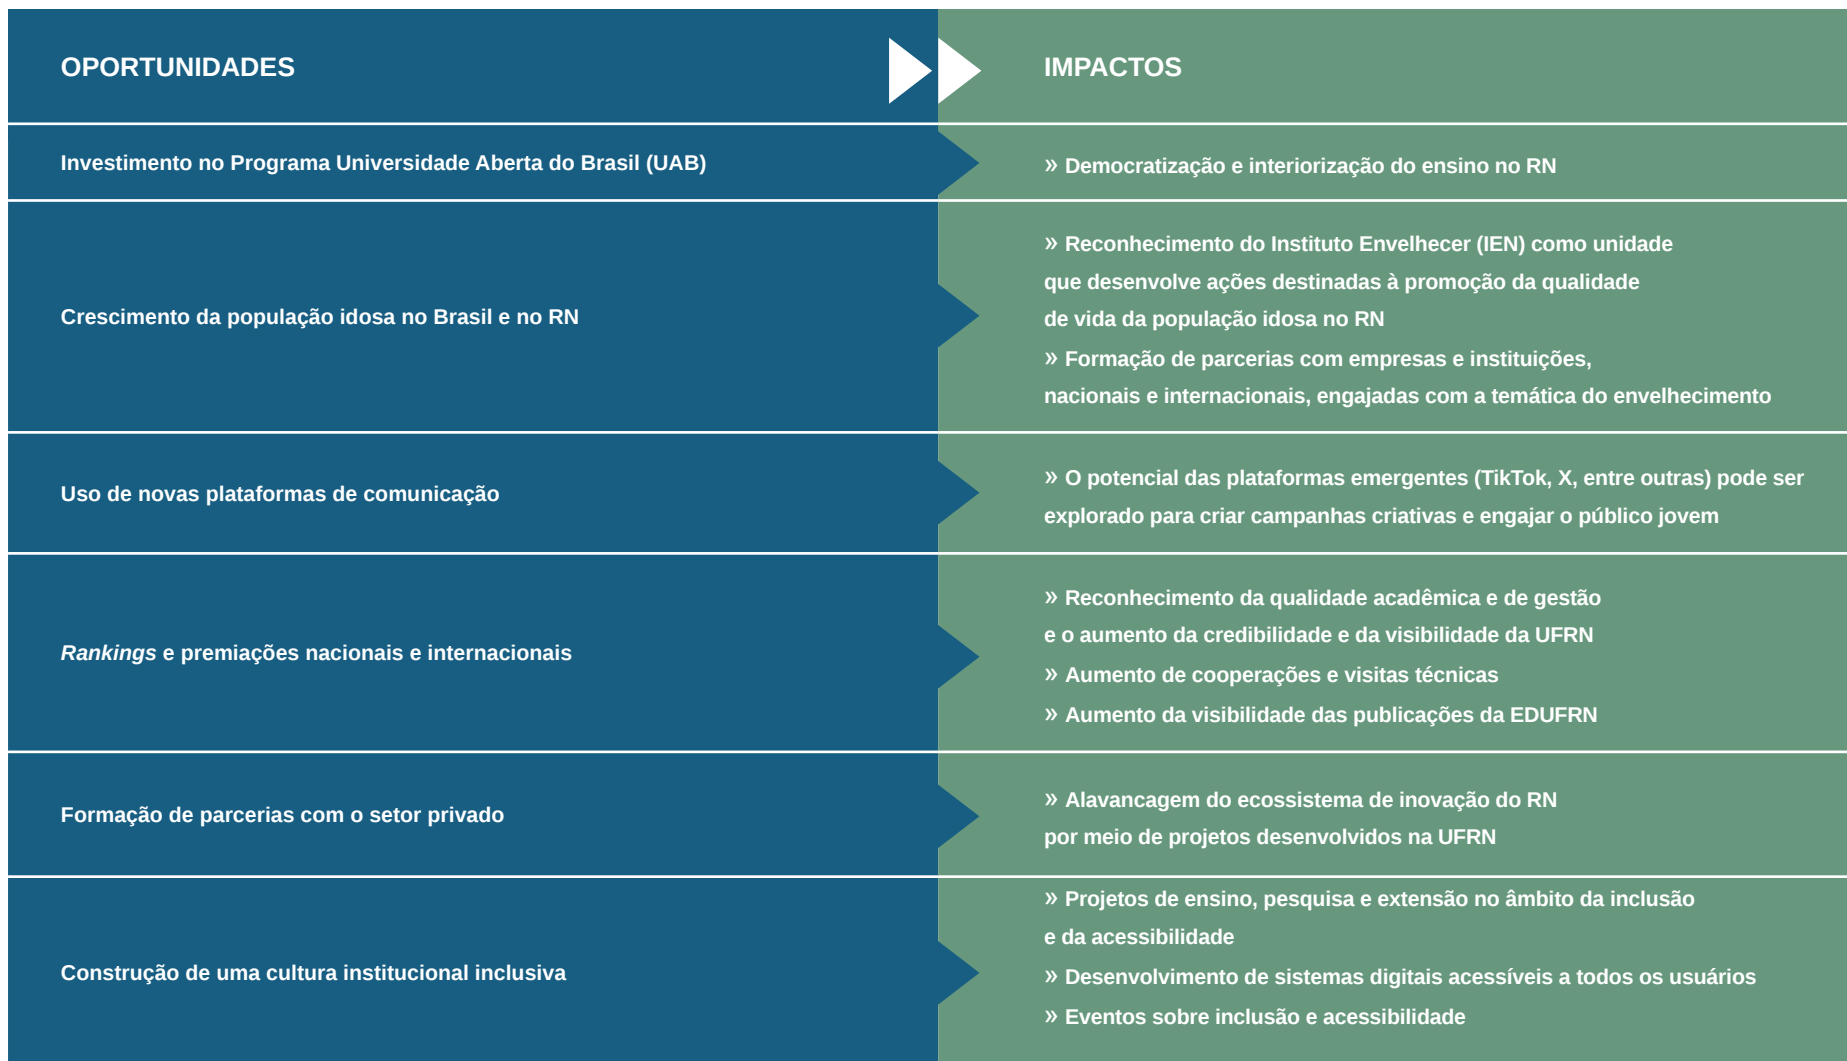 OPORTUNIDADES
IMPACTOS
Investimento no Programa Universidade Aberta do Brasil (UAB)
» Democratização e interiorização do ensino no RN
Crescimento da população idosa no Brasil e no RN
» Reconhecimento do Instituto Envelhecer (IEN) como unidade
que desenvolve ações destinadas à promoção da qualidade
de vida da população idosa no RN
» Formação de parcerias com empresas e instituições,
nacionais e internacionais, engajadas com a temática do envelhecimento
Uso de novas plataformas de comunicação
» O potencial das plataformas emergentes (TikTok, X, entre outras) pode ser
explorado para criar campanhas criativas e engajar o público jovem
Rankings e premiações nacionais e internacionais
» Reconhecimento da qualidade acadêmica e de gestão
e o aumento da credibilidade e da visibilidade da UFRN
» Aumento de cooperações e visitas técnicas
» Aumento da visibilidade das publicações da EDUFRN
Formação de parcerias com o setor privado
» Alavancagem do ecossistema de inovação do RN
por meio de projetos desenvolvidos na UFRN
Construção de uma cultura institucional inclusiva
» Projetos de ensino, pesquisa e extensão no âmbito da inclusão
e da acessibilidade
» Desenvolvimento de sistemas digitais acessíveis a todos os usuários
» Eventos sobre inclusão e acessibilidade